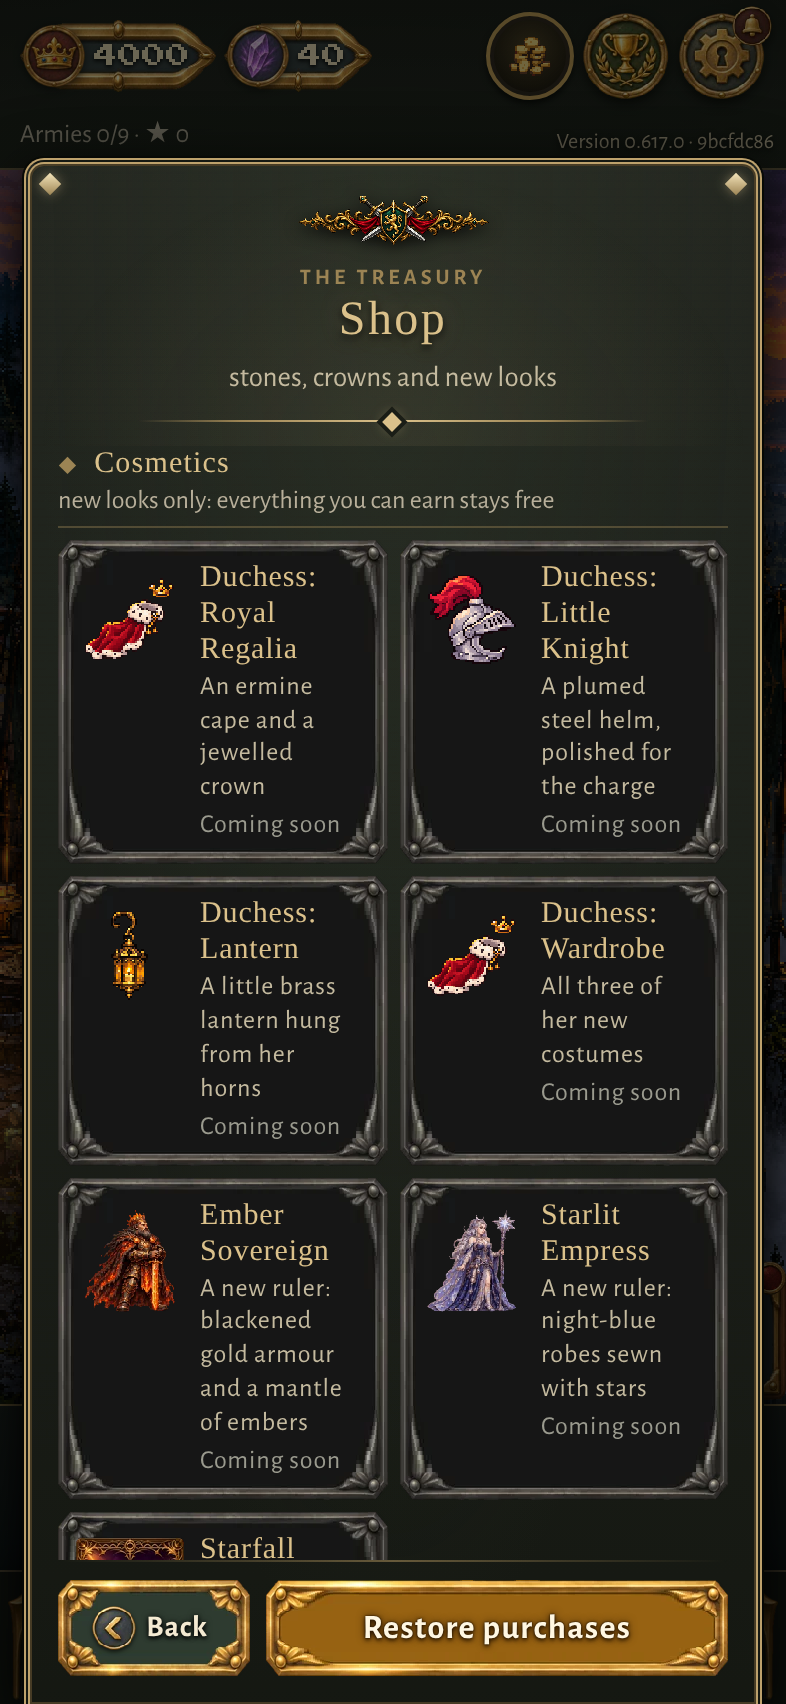 4000
40
Armies 0/9 · ★ 0
Version 0.617.0 · 9bcfdc86
THE TREASURY
Shop
stones, crowns and new looks
Cosmetics
new looks only: everything you can earn stays free
Duchess:
Royal
Regalia
An ermine
cape and a
jewelled
crown
Coming soon
Duchess:
Little
Knight
A plumed
steel helm,
polished for
the charge
Coming soon
Duchess:
Lantern
A little brass
lantern hung
from her
horns
Coming soon
Duchess:
Wardrobe
All three of
her new
costumes
Coming soon
Ember
Sovereign
A new ruler:
blackened
gold armour
and a mantle
of embers
Coming soon
Starlit
Empress
A new ruler:
night-blue
robes sewn
with stars
Coming soon
Starfall
Back
Restore purchases